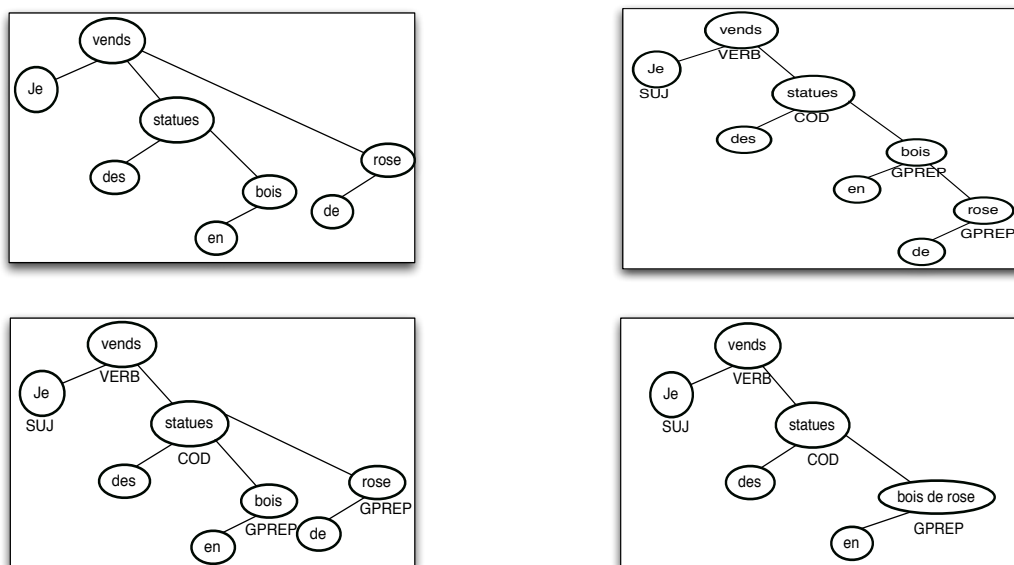 vends
Je
statues
des
bois
rose
en
de
vends
VERB
Je
SUJ
statues
COD
des
bois
GPREP
en
rose
GPREP
de
vends
VERB
Je
SUJ
statues
COD
des
bois
GPREP
rose
GPREP
en
de
vends
VERB
Je
SUJ
statues
COD
des
bois de rose
GPREP
en